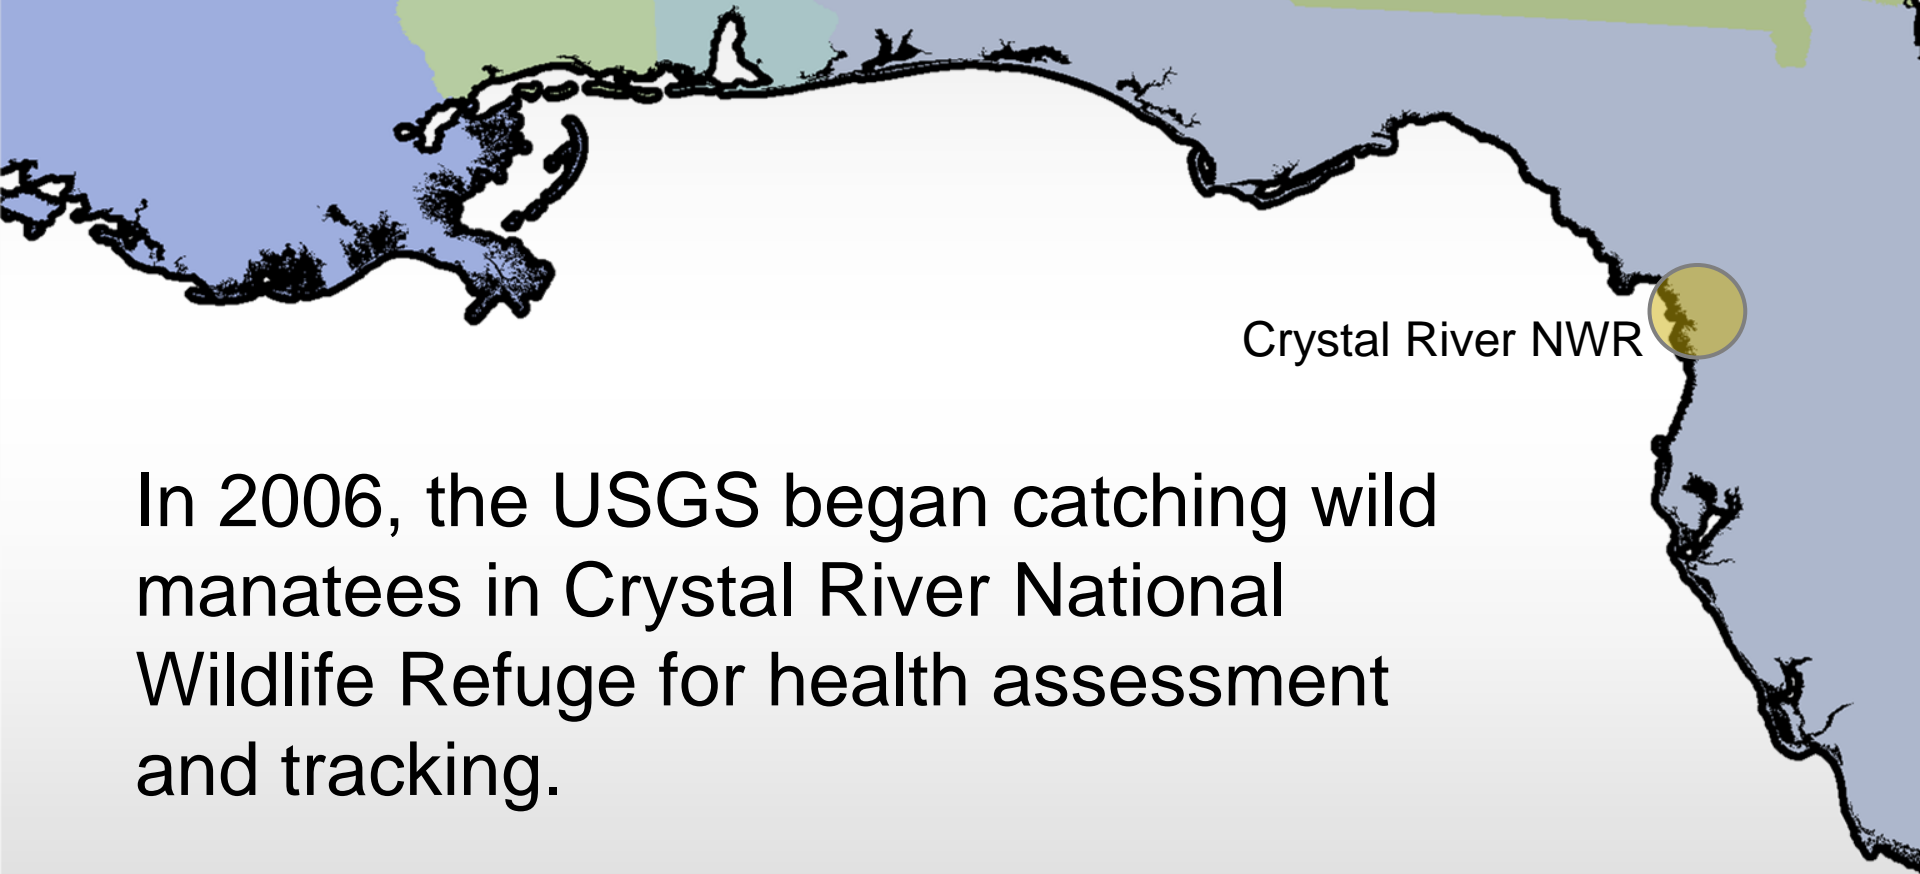 Crystal River NWR
In 2006, the USGS began catching wild
manatees in Crystal River National
Wildlife Refuge for health assessment
and tracking.